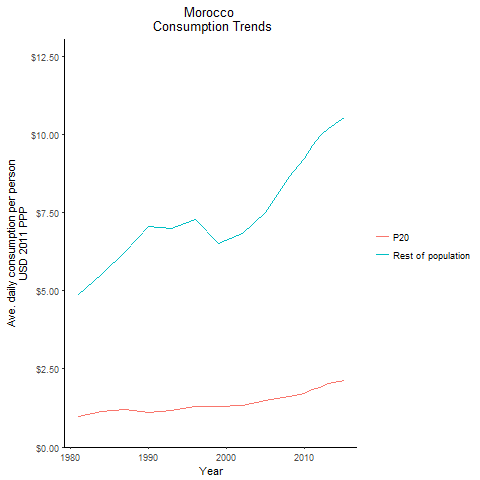 Morocco
Consumption Trends
$12.50
$10.00
$7.50
$5.00
$2.50
$0.00
Ave. daily consumption per person
USD 2011 PPP
1980 1990 2000 2010
Year
P20
Rest of population